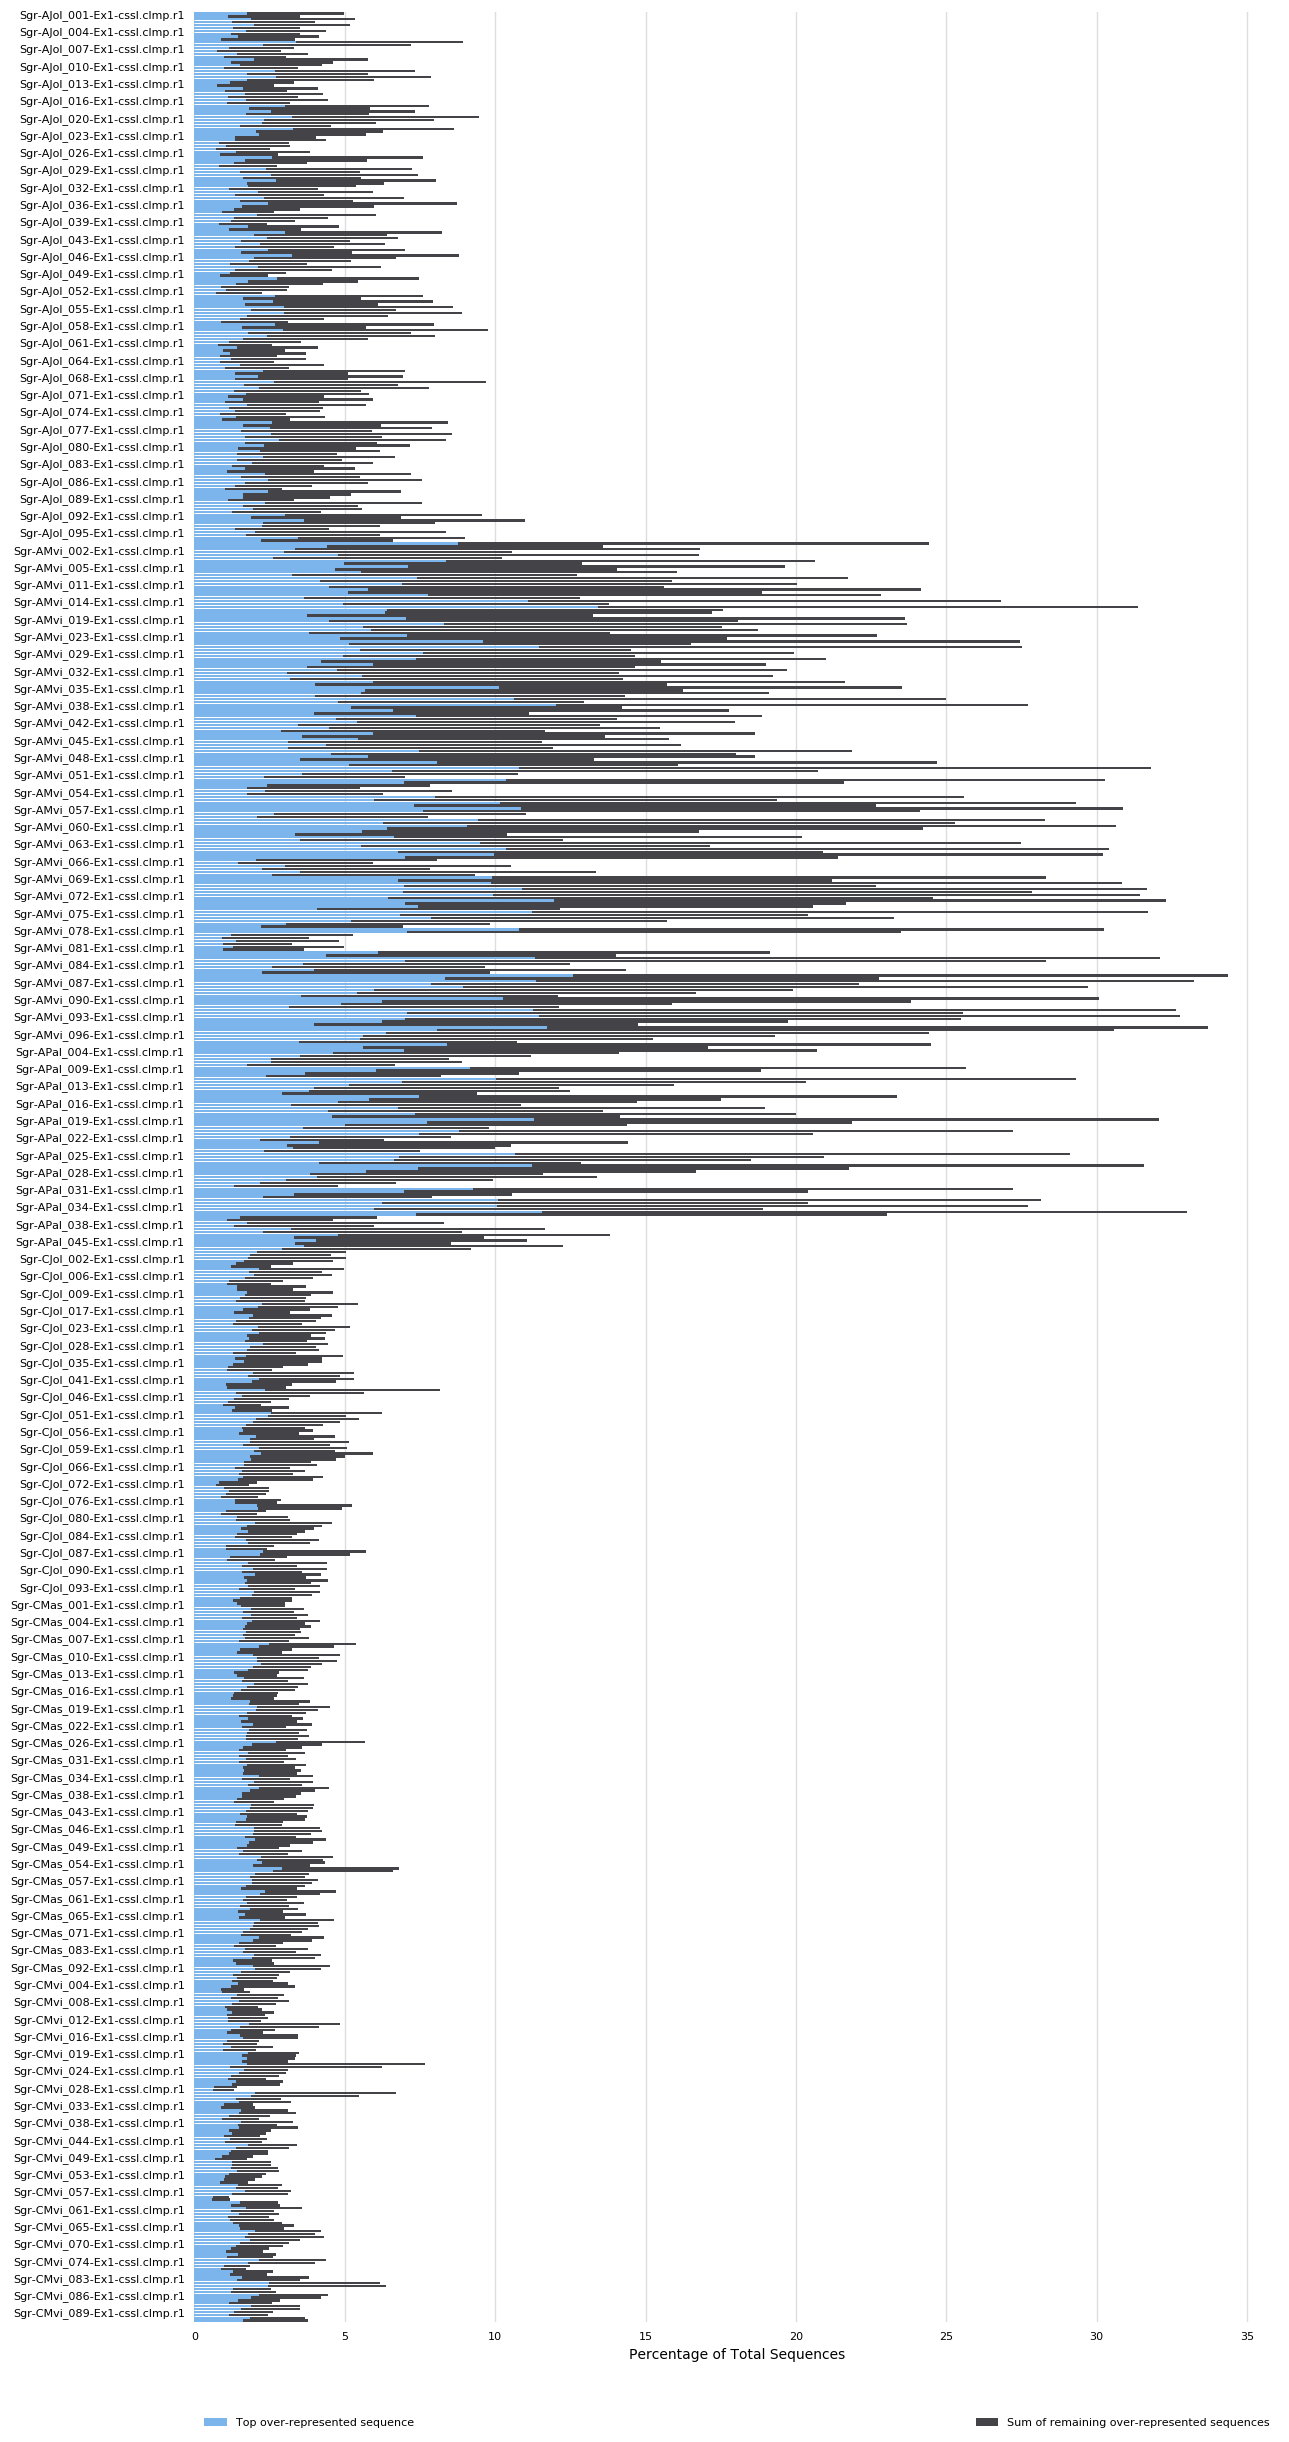 Sgr-AJol_001-Ex1-cssl.clmp.r1
Sgr-AJol_004-Ex1-cssl.clmp.r1
Sgr-AJol_007-Ex1-cssl.clmp.r1
Sgr-AJol_010-Ex1-cssl.clmp.r1
Sgr-AJol_013-Ex1-cssl.clmp.r1
Sgr-AJol_016-Ex1-cssl.clmp.r1
Sgr-AJol_020-Ex1-cssl.clmp.r1
Sgr-AJol_023-Ex1-cssl.clmp.r1
Sgr-AJol_026-Ex1-cssl.clmp.r1
Sgr-AJol_029-Ex1-cssl.clmp.r1
Sgr-AJol_032-Ex1-cssl.clmp.r1
Sgr-AJol_036-Ex1-cssl.clmp.r1
Sgr-AJol_039-Ex1-cssl.clmp.r1
Sgr-AJol_043-Ex1-cssl.clmp.r1
Sgr-AJol_046-Ex1-cssl.clmp.r1
Sgr-AJol_049-Ex1-cssl.clmp.r1
Sgr-AJol_052-Ex1-cssl.clmp.r1
Sgr-AJol_055-Ex1-cssl.clmp.r1
Sgr-AJol_058-Ex1-cssl.clmp.r1
Sgr-AJol_061-Ex1-cssl.clmp.r1
Sgr-AJol_064-Ex1-cssl.clmp.r1
Sgr-AJol_068-Ex1-cssl.clmp.r1
Sgr-AJol_071-Ex1-cssl.clmp.r1
Sgr-AJol_074-Ex1-cssl.clmp.r1
Sgr-AJol_077-Ex1-cssl.clmp.r1
Sgr-AJol_080-Ex1-cssl.clmp.r1
Sgr-AJol_083-Ex1-cssl.clmp.r1
Sgr-AJol_086-Ex1-cssl.clmp.r1
Sgr-AJol_089-Ex1-cssl.clmp.r1
Sgr-AJol_092-Ex1-cssl.clmp.r1
Sgr-AJol_095-Ex1-cssl.clmp.r1
Sgr-AMvi_002-Ex1-cssl.clmp.r1
Sgr-AMvi_005-Ex1-cssl.clmp.r1
Sgr-AMvi_011-Ex1-cssl.clmp.r1
Sgr-AMvi_014-Ex1-cssl.clmp.r1
Sgr-AMvi_019-Ex1-cssl.clmp.r1
Sgr-AMvi_023-Ex1-cssl.clmp.r1
Sgr-AMvi_029-Ex1-cssl.clmp.r1
Sgr-AMvi_032-Ex1-cssl.clmp.r1
Sgr-AMvi_035-Ex1-cssl.clmp.r1
Sgr-AMvi_038-Ex1-cssl.clmp.r1
Sgr-AMvi_042-Ex1-cssl.clmp.r1
Sgr-AMvi_045-Ex1-cssl.clmp.r1
Sgr-AMvi_048-Ex1-cssl.clmp.r1
Sgr-AMvi_051-Ex1-cssl.clmp.r1
Sgr-AMvi_054-Ex1-cssl.clmp.r1
Sgr-AMvi_057-Ex1-cssl.clmp.r1
Sgr-AMvi_060-Ex1-cssl.clmp.r1
Sgr-AMvi_063-Ex1-cssl.clmp.r1
Sgr-AMvi_066-Ex1-cssl.clmp.r1
Sgr-AMvi_069-Ex1-cssl.clmp.r1
Sgr-AMvi_072-Ex1-cssl.clmp.r1
Sgr-AMvi_075-Ex1-cssl.clmp.r1
Sgr-AMvi_078-Ex1-cssl.clmp.r1
Sgr-AMvi_081-Ex1-cssl.clmp.r1
Sgr-AMvi_084-Ex1-cssl.clmp.r1
Sgr-AMvi_087-Ex1-cssl.clmp.r1
Sgr-AMvi_090-Ex1-cssl.clmp.r1
Sgr-AMvi_093-Ex1-cssl.clmp.r1
Sgr-AMvi_096-Ex1-cssl.clmp.r1
Sgr-APal_004-Ex1-cssl.clmp.r1
Sgr-APal_009-Ex1-cssl.clmp.r1
Sgr-APal_013-Ex1-cssl.clmp.r1
Sgr-APal_016-Ex1-cssl.clmp.r1
Sgr-APal_019-Ex1-cssl.clmp.r1
Sgr-APal_022-Ex1-cssl.clmp.r1
Sgr-APal_025-Ex1-cssl.clmp.r1
Sgr-APal_028-Ex1-cssl.clmp.r1
Sgr-APal_031-Ex1-cssl.clmp.r1
Sgr-APal_034-Ex1-cssl.clmp.r1
Sgr-APal_038-Ex1-cssl.clmp.r1
Sgr-APal_045-Ex1-cssl.clmp.r1
Sgr-CJol_002-Ex1-cssl.clmp.r1
Sgr-CJol_006-Ex1-cssl.clmp.r1
Sgr-CJol_009-Ex1-cssl.clmp.r1
Sgr-CJol_017-Ex1-cssl.clmp.r1
Sgr-CJol_023-Ex1-cssl.clmp.r1
Sgr-CJol_028-Ex1-cssl.clmp.r1
Sgr-CJol_035-Ex1-cssl.clmp.r1
Sgr-CJol_041-Ex1-cssl.clmp.r1
Sgr-CJol_046-Ex1-cssl.clmp.r1
Sgr-CJol_051-Ex1-cssl.clmp.r1
Sgr-CJol_056-Ex1-cssl.clmp.r1
Sgr-CJol_059-Ex1-cssl.clmp.r1
Sgr-CJol_066-Ex1-cssl.clmp.r1
Sgr-CJol_072-Ex1-cssl.clmp.r1
Sgr-CJol_076-Ex1-cssl.clmp.r1
Sgr-CJol_080-Ex1-cssl.clmp.r1
Sgr-CJol_084-Ex1-cssl.clmp.r1
Sgr-CJol_087-Ex1-cssl.clmp.r1
Sgr-CJol_090-Ex1-cssl.clmp.r1
Sgr-CJol_093-Ex1-cssl.clmp.r1
Sgr-CMas_001-Ex1-cssl.clmp.r1
Sgr-CMas_004-Ex1-cssl.clmp.r1
Sgr-CMas_007-Ex1-cssl.clmp.r1
Sgr-CMas_010-Ex1-cssl.clmp.r1
Sgr-CMas_013-Ex1-cssl.clmp.r1
Sgr-CMas_016-Ex1-cssl.clmp.r1
Sgr-CMas_019-Ex1-cssl.clmp.r1
Sgr-CMas_022-Ex1-cssl.clmp.r1
Sgr-CMas_026-Ex1-cssl.clmp.r1
Sgr-CMas_031-Ex1-cssl.clmp.r1
Sgr-CMas_034-Ex1-cssl.clmp.r1
Sgr-CMas_038-Ex1-cssl.clmp.r1
Sgr-CMas_043-Ex1-cssl.clmp.r1
Sgr-CMas_046-Ex1-cssl.clmp.r1
Sgr-CMas_049-Ex1-cssl.clmp.r1
Sgr-CMas_054-Ex1-cssl.clmp.r1
Sgr-CMas_057-Ex1-cssl.clmp.r1
Sgr-CMas_061-Ex1-cssl.clmp.r1
Sgr-CMas_065-Ex1-cssl.clmp.r1
Sgr-CMas_071-Ex1-cssl.clmp.r1
Sgr-CMas_083-Ex1-cssl.clmp.r1
Sgr-CMas_092-Ex1-cssl.clmp.r1
Sgr-CMvi_004-Ex1-cssl.clmp.r1
Sgr-CMvi_008-Ex1-cssl.clmp.r1
Sgr-CMvi_012-Ex1-cssl.clmp.r1
Sgr-CMvi_016-Ex1-cssl.clmp.r1
Sgr-CMvi_019-Ex1-cssl.clmp.r1
Sgr-CMvi_024-Ex1-cssl.clmp.r1
Sgr-CMvi_028-Ex1-cssl.clmp.r1
Sgr-CMvi_033-Ex1-cssl.clmp.r1
Sgr-CMvi_038-Ex1-cssl.clmp.r1
Sgr-CMvi_044-Ex1-cssl.clmp.r1
Sgr-CMvi_049-Ex1-cssl.clmp.r1
Sgr-CMvi_053-Ex1-cssl.clmp.r1
Sgr-CMvi_057-Ex1-cssl.clmp.r1
Sgr-CMvi_061-Ex1-cssl.clmp.r1
Sgr-CMvi_065-Ex1-cssl.clmp.r1
Sgr-CMvi_070-Ex1-cssl.clmp.r1
Sgr-CMvi_074-Ex1-cssl.clmp.r1
Sgr-CMvi_083-Ex1-cssl.clmp.r1
Sgr-CMvi_086-Ex1-cssl.clmp.r1
Sgr-CMvi_089-Ex1-cssl.clmp.r1
0 5 10 15 20 25 30 35
Percentage of Total Sequences
Top over-represented sequence
Sum of remaining over-represented sequences